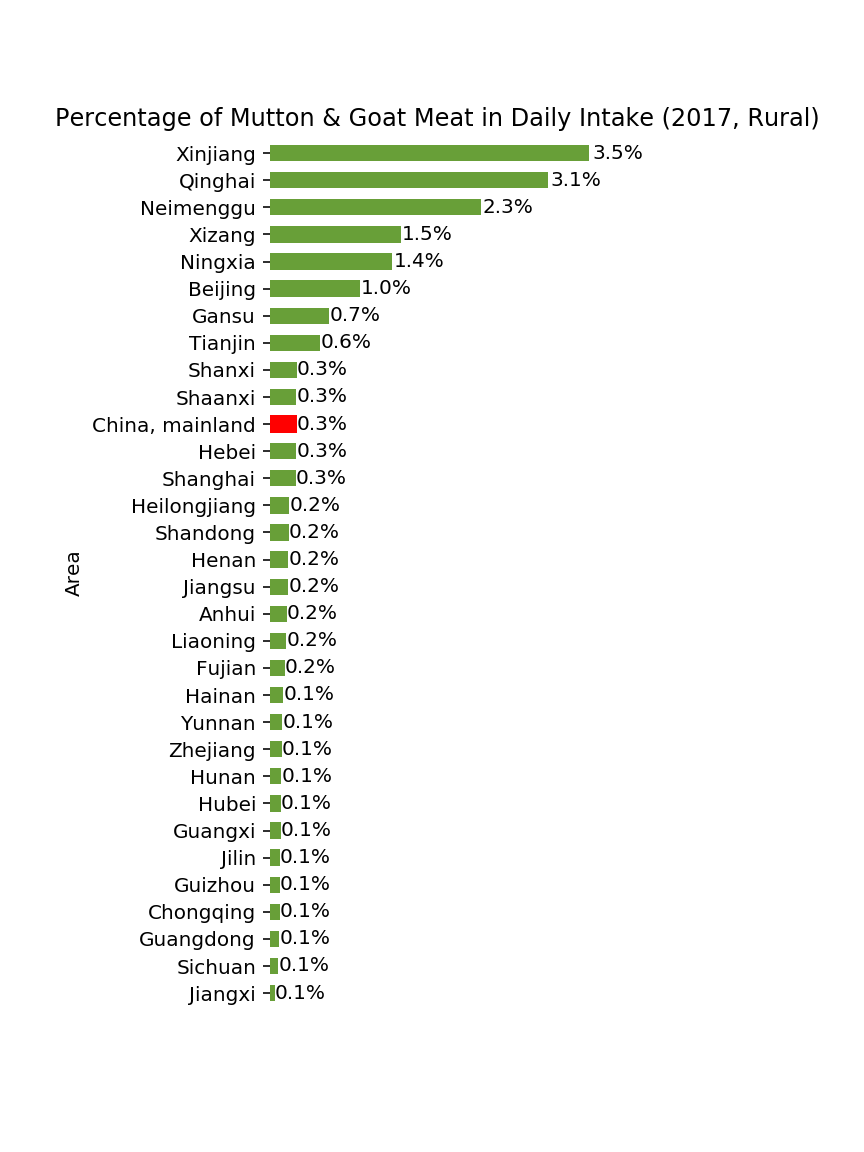 Percentage of Mutton & Goat Meat in Daily Intake (2017, Rural)
Xinjiang 3.5%
Qinghai 3.1%
Neimenggu 2.3%
Xizang 1.5%
Ningxia 1.4%
Beijing 1.0%
Gansu 0.7%
Tianjin 0.6%
Shanxi 0.3%
Shaanxi 0.3%
China, mainland 0.3%
Hebei 0.3%
Shanghai 0.3%
Heilongjiang 0.2%
Shandong 0.2%
Henan 0.2%
Jiangsu 0.2%
Anhui 0.2%
Liaoning 0.2%
Fujian 0.2%
Hainan 0.1%
Yunnan 0.1%
Zhejiang 0.1%
Hunan 0.1%
Hubei 0.1%
Guangxi 0.1%
Jilin 0.1%
Guizhou 0.1%
Chongqing 0.1%
Guangdong 0.1%
Sichuan 0.1%
Jiangxi 0.1%
Area